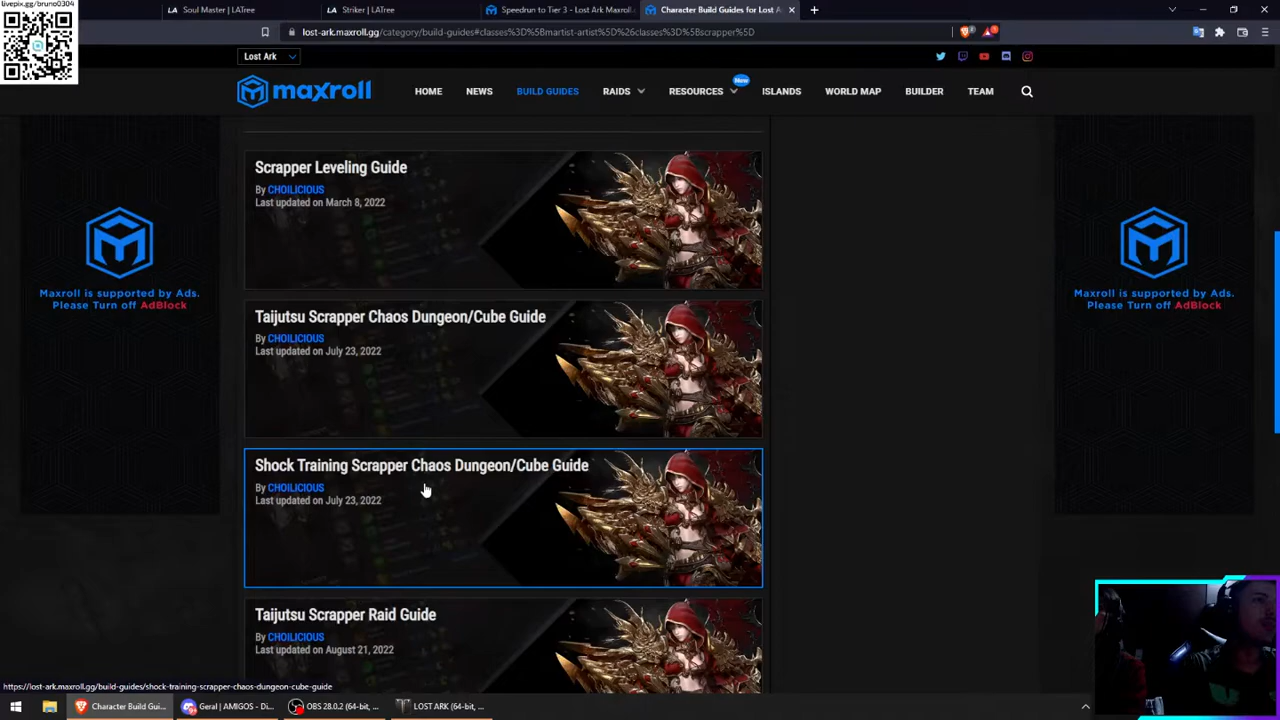 livepix.gg/bruno0304
LA Soul Master | LATree
LA Striker | LATree
Speedrun to Tier 3 - Lost Ark Maxroll.
Character Build Guides for Lost A
lost-ark.maxroll.gg/category/build-guides#classes%3D%5Bmartial-artist-artist%5D%26classes%3D%5Bscrapper%5D
Lost Ark
maxroll
HOME
NEWS
BUILD GUIDES
RAIDS
RESOURCES
New
ISLANDS
WORLD MAP
BUILDER
TEAM
Scrapper Leveling Guide
By CHOILICIOUS
Last updated on March 8, 2022
Taijutsu Scrapper Chaos Dungeon/Cube Guide
By CHOILICIOUS
Last updated on July 23, 2022
Shock Training Scrapper Chaos Dungeon/Cube Guide
By CHOILICIOUS
Last updated on July 23, 2022
Taijutsu Scrapper Raid Guide
By CHOILICIOUS
Last updated on August 21, 2022
Maxroll is supported by Ads.
Please Turn off AdBlock
Maxroll is supported by Ads.
Please Turn off AdBlock
https://lost-ark.maxroll.gg/build-guides/shock-training-scrapper-chaos-dungeon-cube-guide
Character Build Gui...
Geral | AMIGOS - Di...
OBS 28.0.2 (64-bit, ...
LOST ARK (64-bit, ...